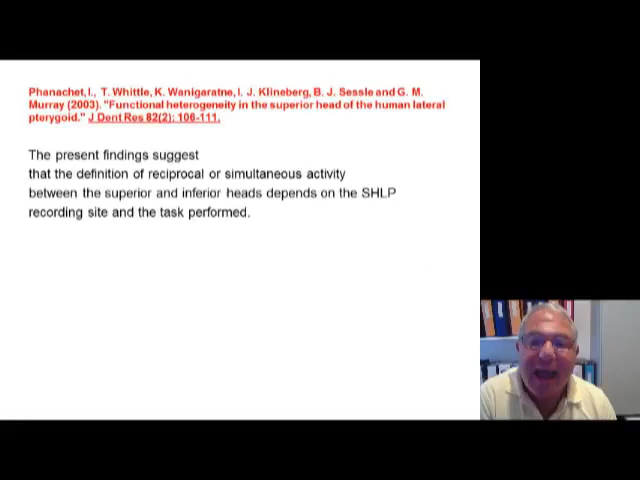 Phanachet, I., T. Whittle, K. Wanigaratne, I. J. Klineberg, B. J. Sessle and G. M.
Murray (2003). "Functional heterogeneity in the superior head of the human lateral
pterygoid." J Dent Res 82(2): 106-111.
The present findings suggest
that the definition of reciprocal or simultaneous activity
between the superior and inferior heads depends on the SHLP
recording site and the task performed.